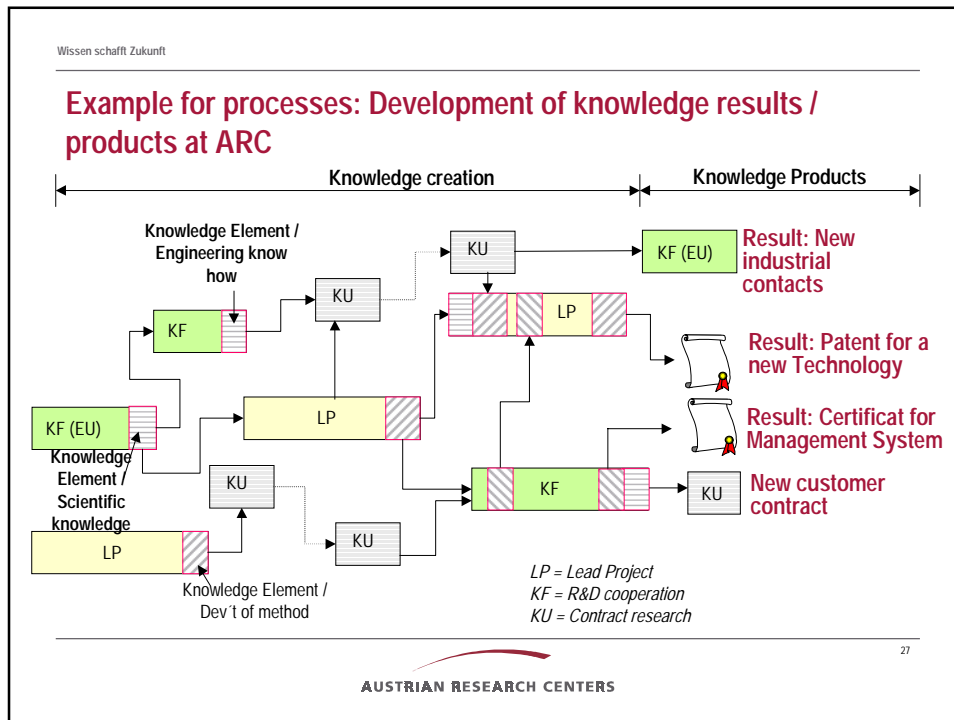 Wissen schafft Zukunft
Example for processes: Development of knowledge results /
products at ARC
Knowledge creation
Knowledge Products
Knowledge Element /
Engineering know
how
KU
KU
KF (EU)
Result: New
industrial
contacts
KF
LP
Result: Patent for a
new Technology
KF (EU)
LP
Result: Certificat for
Management System
Knowledge
Element /
Scientific
knowledge
KU
KF
KU
New customer
contract
LP
KU
Knowledge Element /
Dev´t of method
LP = Lead Project
KF = R&D cooperation
KU = Contract research
27
AUSTRIAN RESEARCH CENTERS